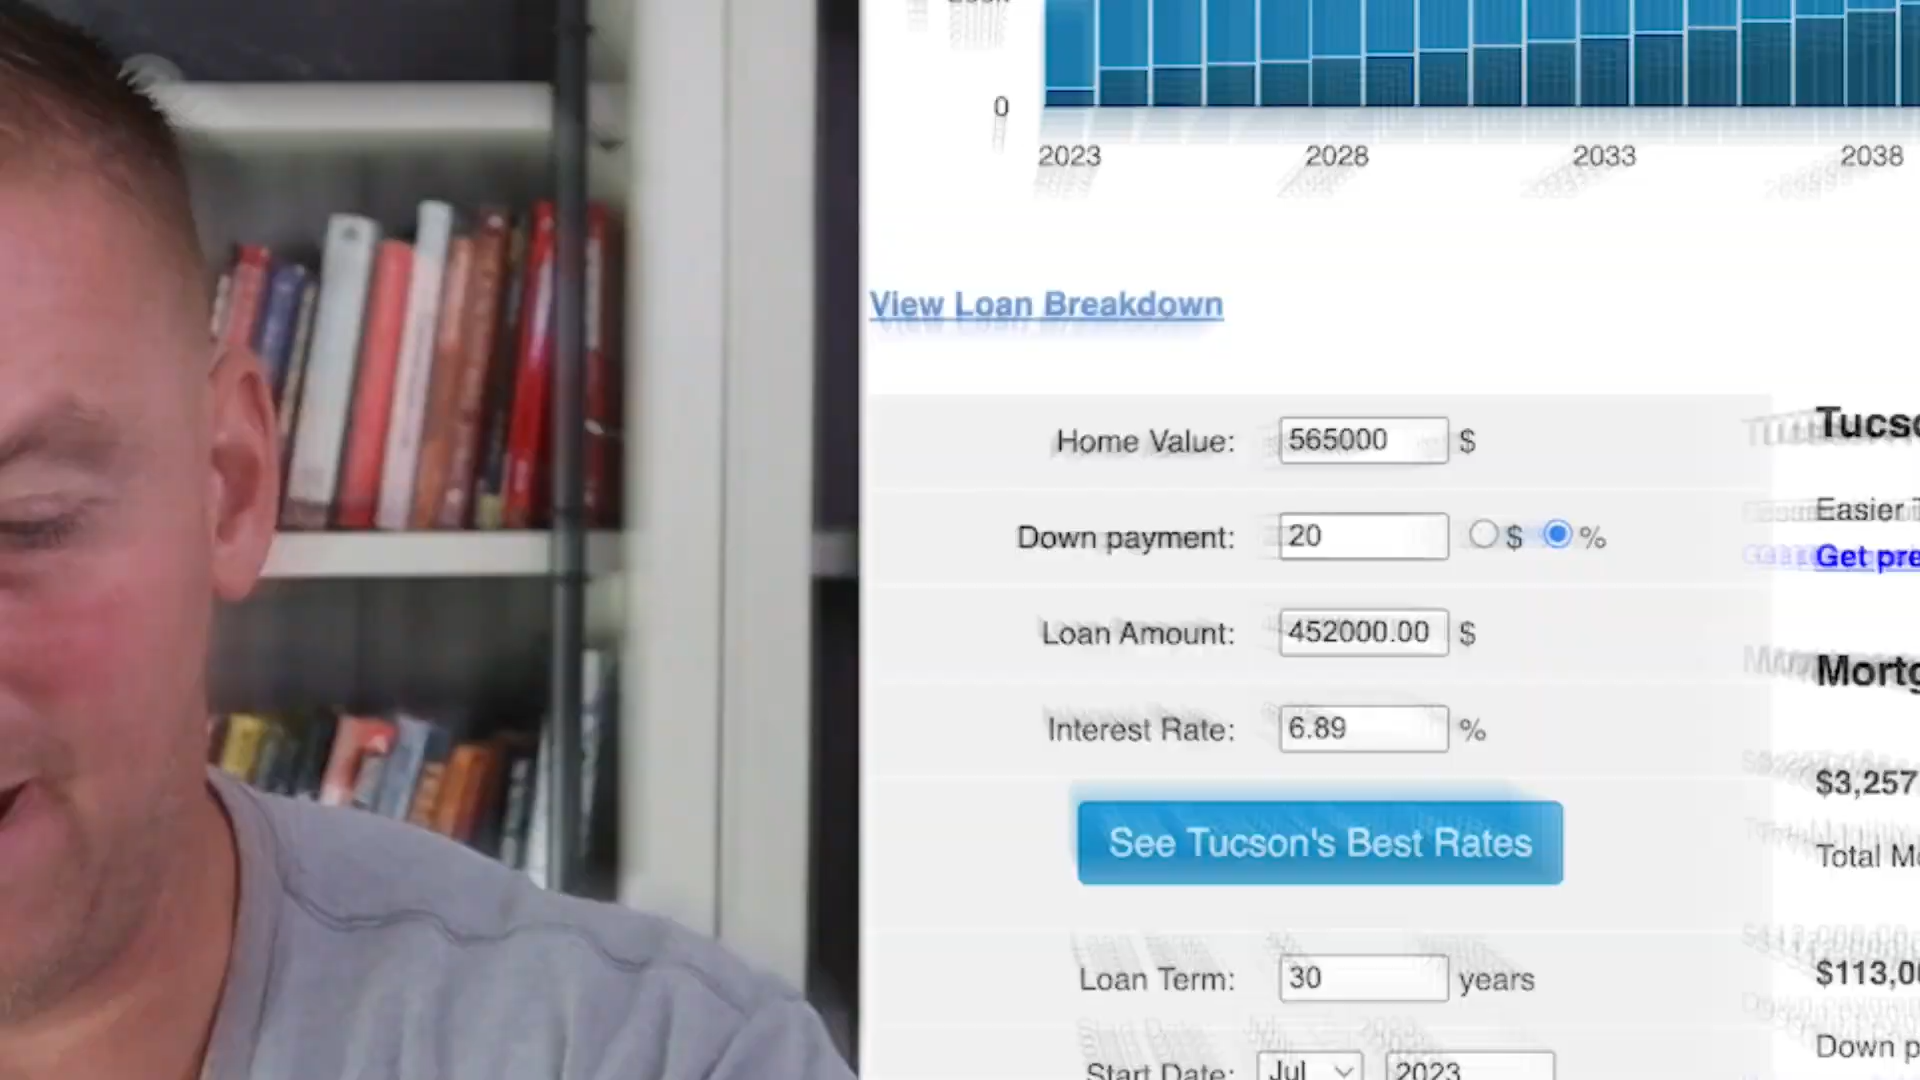 0
2023 2028 2033 2038
View Loan Breakdown
Home Value: 565000 $
Down payment: 20 $ %
Loan Amount: 452000.00 $
Interest Rate: 6.89 %
See Tucson's Best Rates
Loan Term: 30 years
Start Date: Jul 2023
Easier
Get pre
$3,257
Total
$113,0
Down p